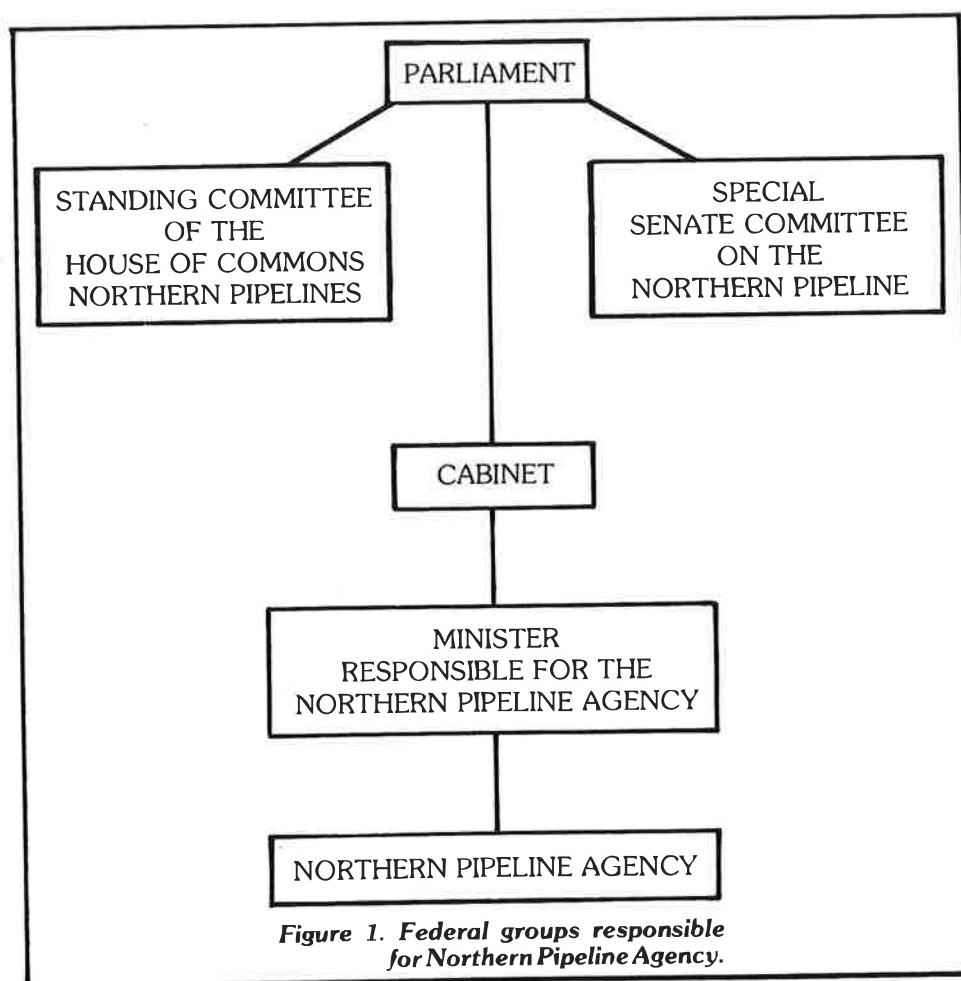 PARLIAMENT
STANDING COMMITTEE
OF THE
HOUSE OF COMMONS
NORTHERN PIPELINES
SPECIAL
SENATE COMMITTEE
ON THE
NORTHERN PIPELINE
CABINET
MINISTER
RESPONSIBLE FOR THE
NORTHERN PIPELINE AGENCY
NORTHERN PIPELINE AGENCY
Figure 1. Federal groups responsible
for Northern Pipeline Agency.